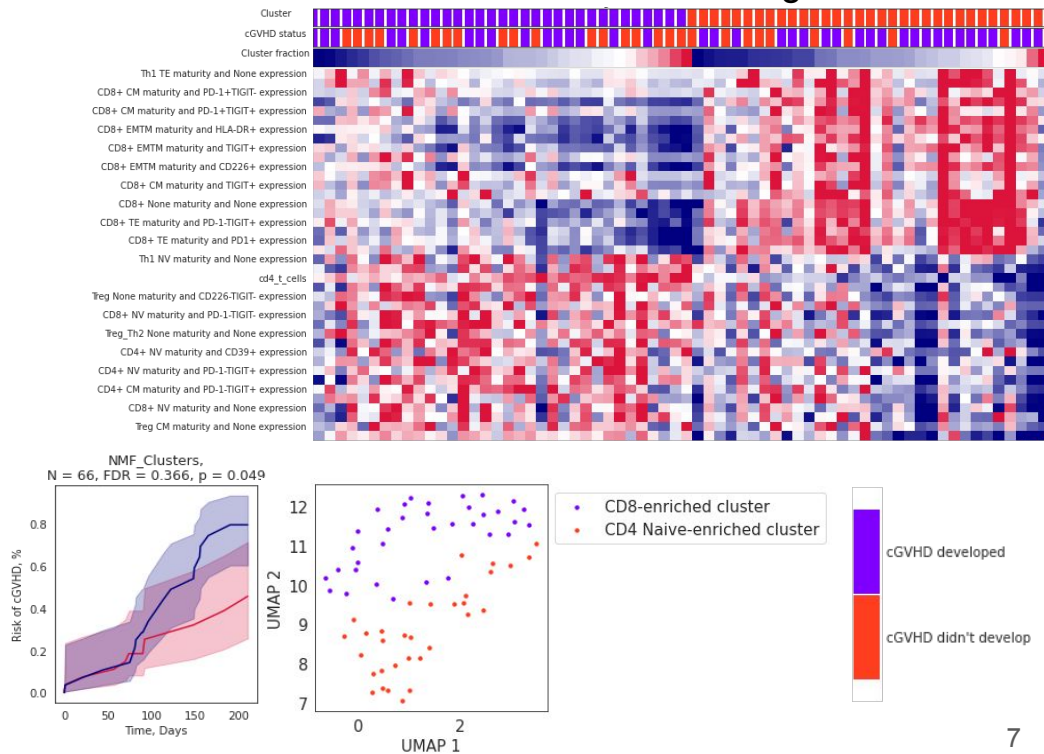 Cluster
cGVHD status
Cluster fraction
Th1 TE maturity and None expression
CD8+ CM maturity and PD-1+TIGIT- expression
CD8+ CM maturity and PD-1+TIGIT+ expression
CD8+ EMTM maturity and HLA-DR+ expression
CD8+ EMTM maturity and TIGIT+ expression
CD8+ EMTM maturity and CD226+ expression
CD8+ CM maturity and TIGIT+ expression
CD8+ None maturity and None expression
CD8+ TE maturity and PD-1-TIGIT+ expression
CD8+ TE maturity and PD1+ expression
Th1 NV maturity and None expression
cd4_t_cells
Treg None maturity and CD226-TIGIT- expression
CD8+ NV maturity and PD-1-TIGIT- expression
Treg_Th2 None maturity and None expression
CD4+ NV maturity and CD39+ expression
CD4+ NV maturity and PD-1-TIGIT+ expression
CD4+ CM maturity and PD-1-TIGIT+ expression
CD8+ NV maturity and None expression
Treg CM maturity and None expression
NMF_Clusters,
N = 66, FDR = 0.366, p = 0.049
Risk of cGVHD, %
0.8
0.6
0.4
0.2
0.0
0 50 100 150 200
Time, Days
UMAP 2
12
11
10
9
8
7
0 2
UMAP 1
CD8-enriched cluster
CD4 Naive-enriched cluster
cGVHD developed
cGVHD didn't develop
7